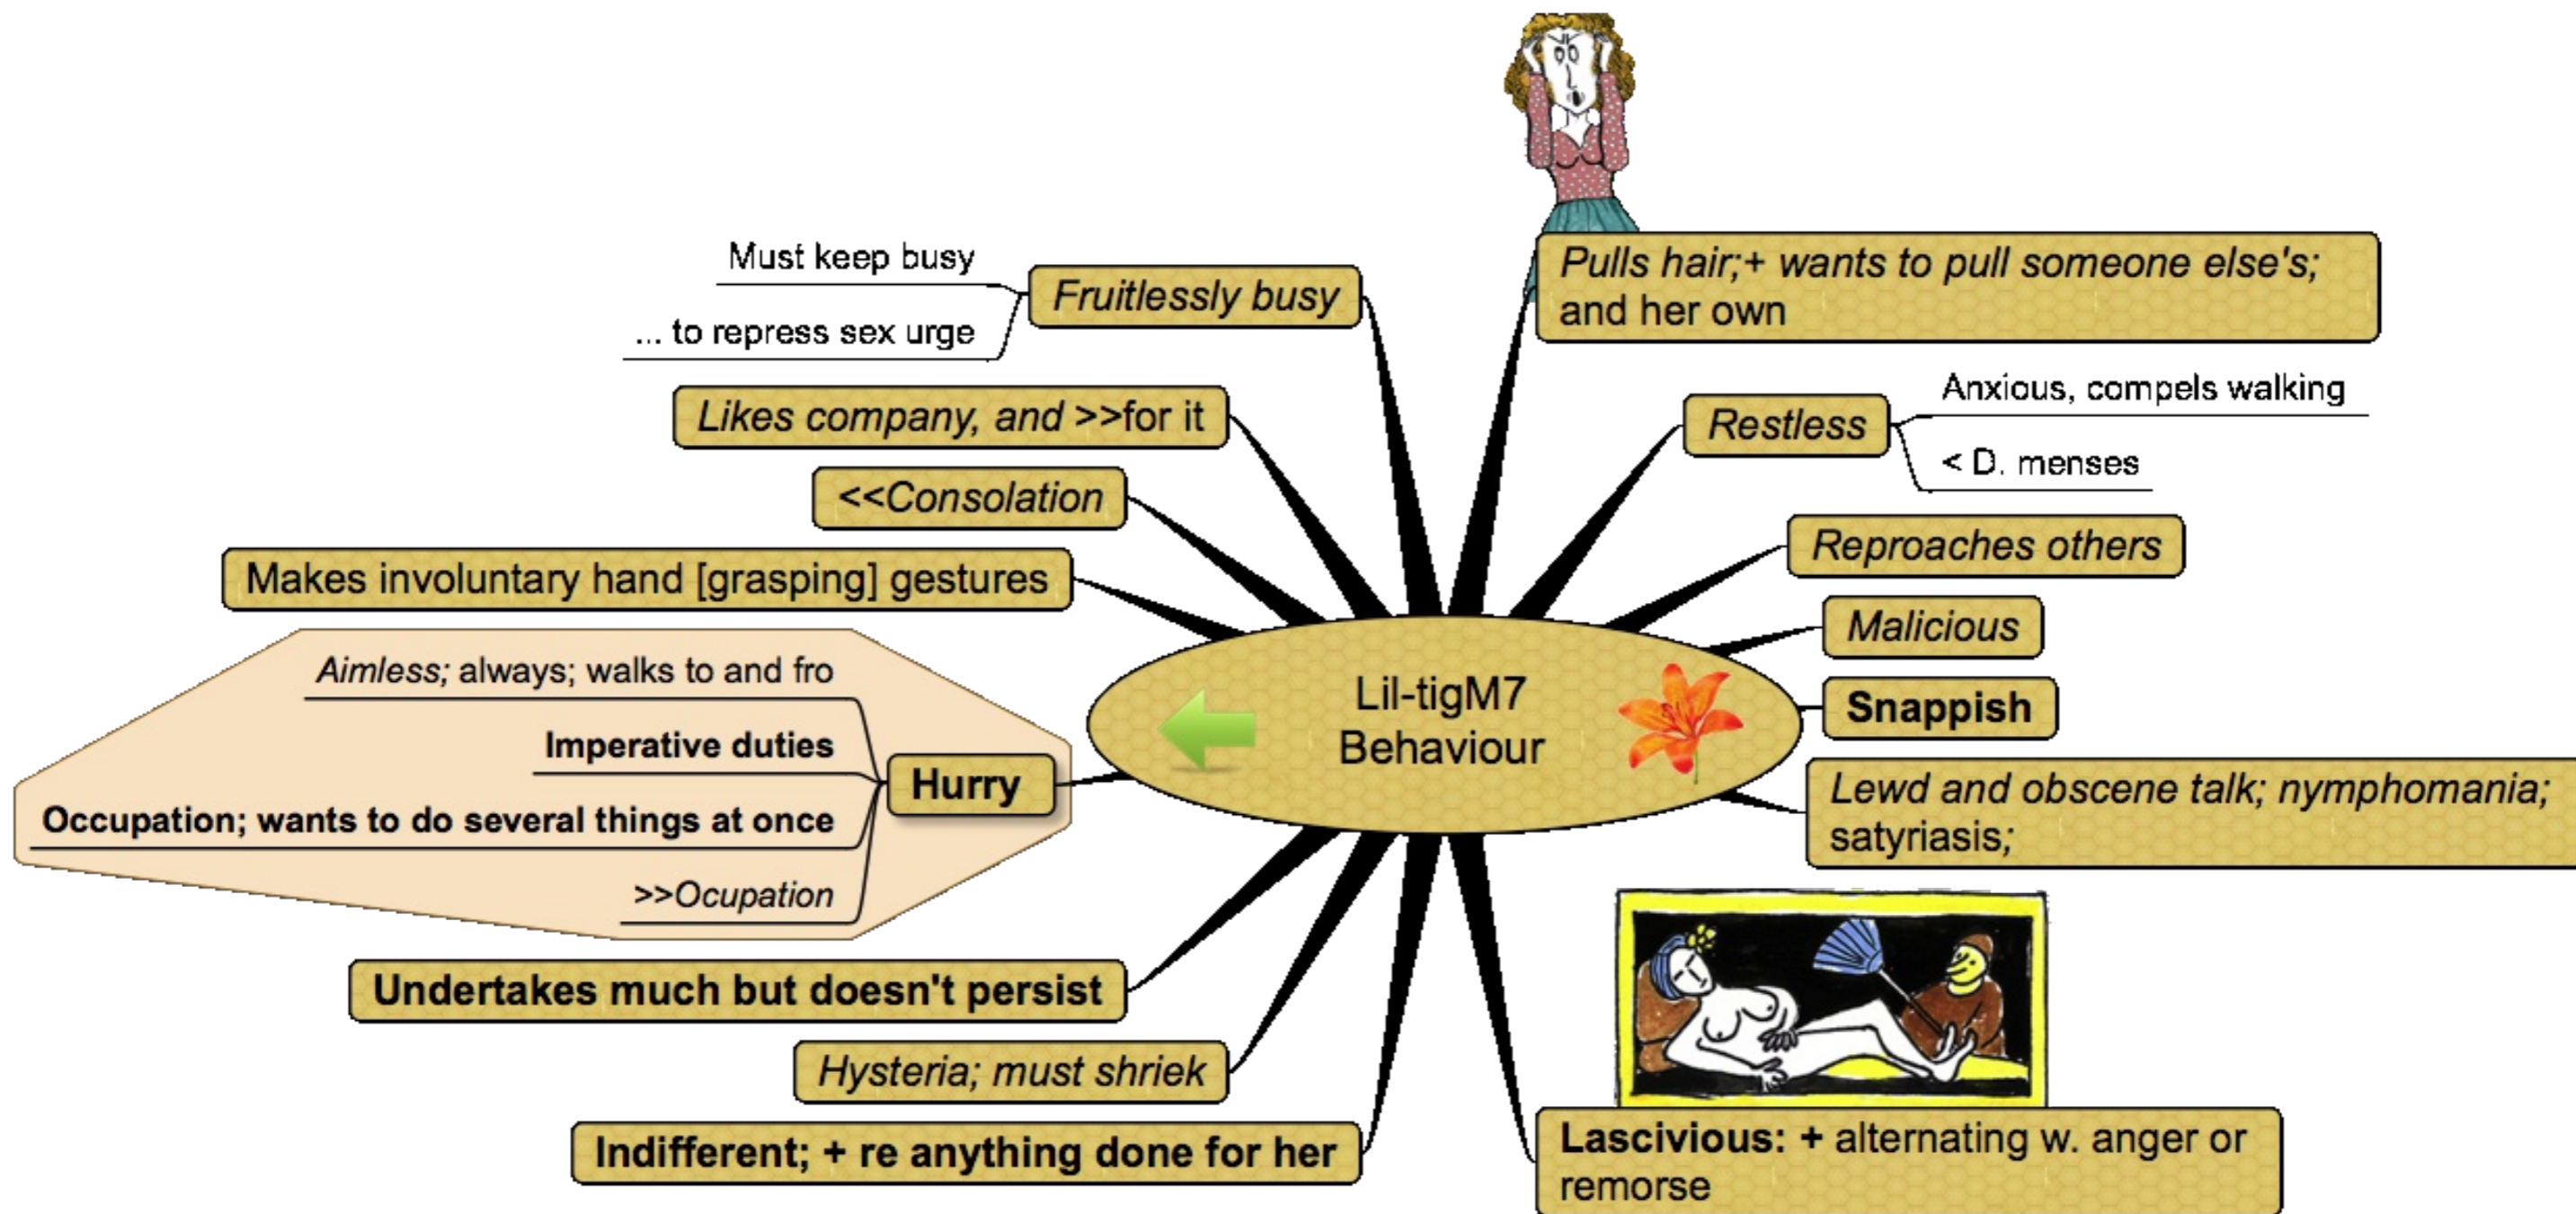 Lil-tigM7
Behaviour
Pulls hair;+ wants to pull someone else's;
and her own
Restless
Anxious, compels walking
< D. menses
Reproaches others
Malicious
Snappish
Lewd and obscene talk; nymphomania;
satyriasis;
Lascivious: + alternating w. anger or
remorse
Indifferent; + re anything done for her
Hysteria; must shriek
Undertakes much but doesn't persist
Hurry
Aimless; always; walks to and fro
Imperative duties
Occupation; wants to do several things at once
>>Ocupation
Makes involuntary hand [grasping] gestures
<<Consolation
Likes company, and >>for it
Fruitlessly busy
Must keep busy
... to repress sex urge